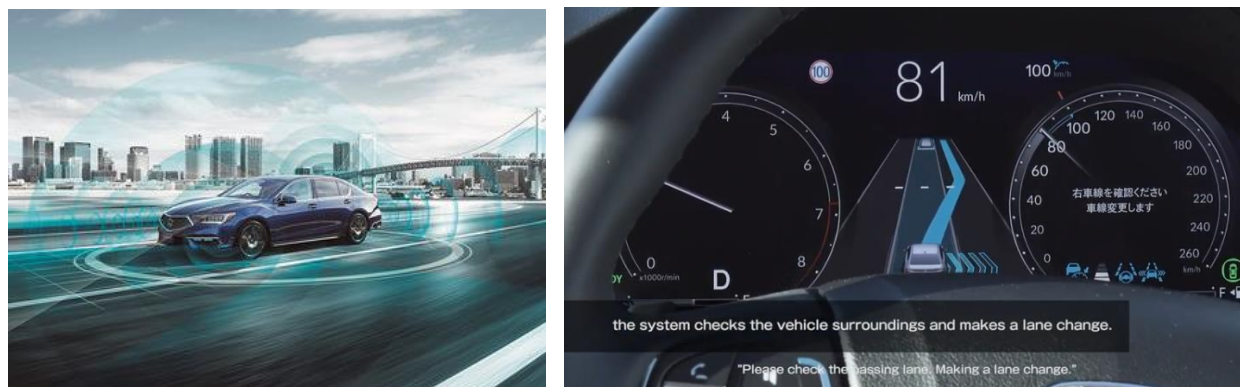 100
81
km/h
100
km/h
4
5
6
7
8
0
x1000r/min
D
0
20
40
60
80
100
120
140
160
180
200
220
240
260
km/h
右車線を確認ください
車線変更します
F
the system checks the vehicle surroundings and makes a lane change.
"Please check the passing lane. Making a lane change."